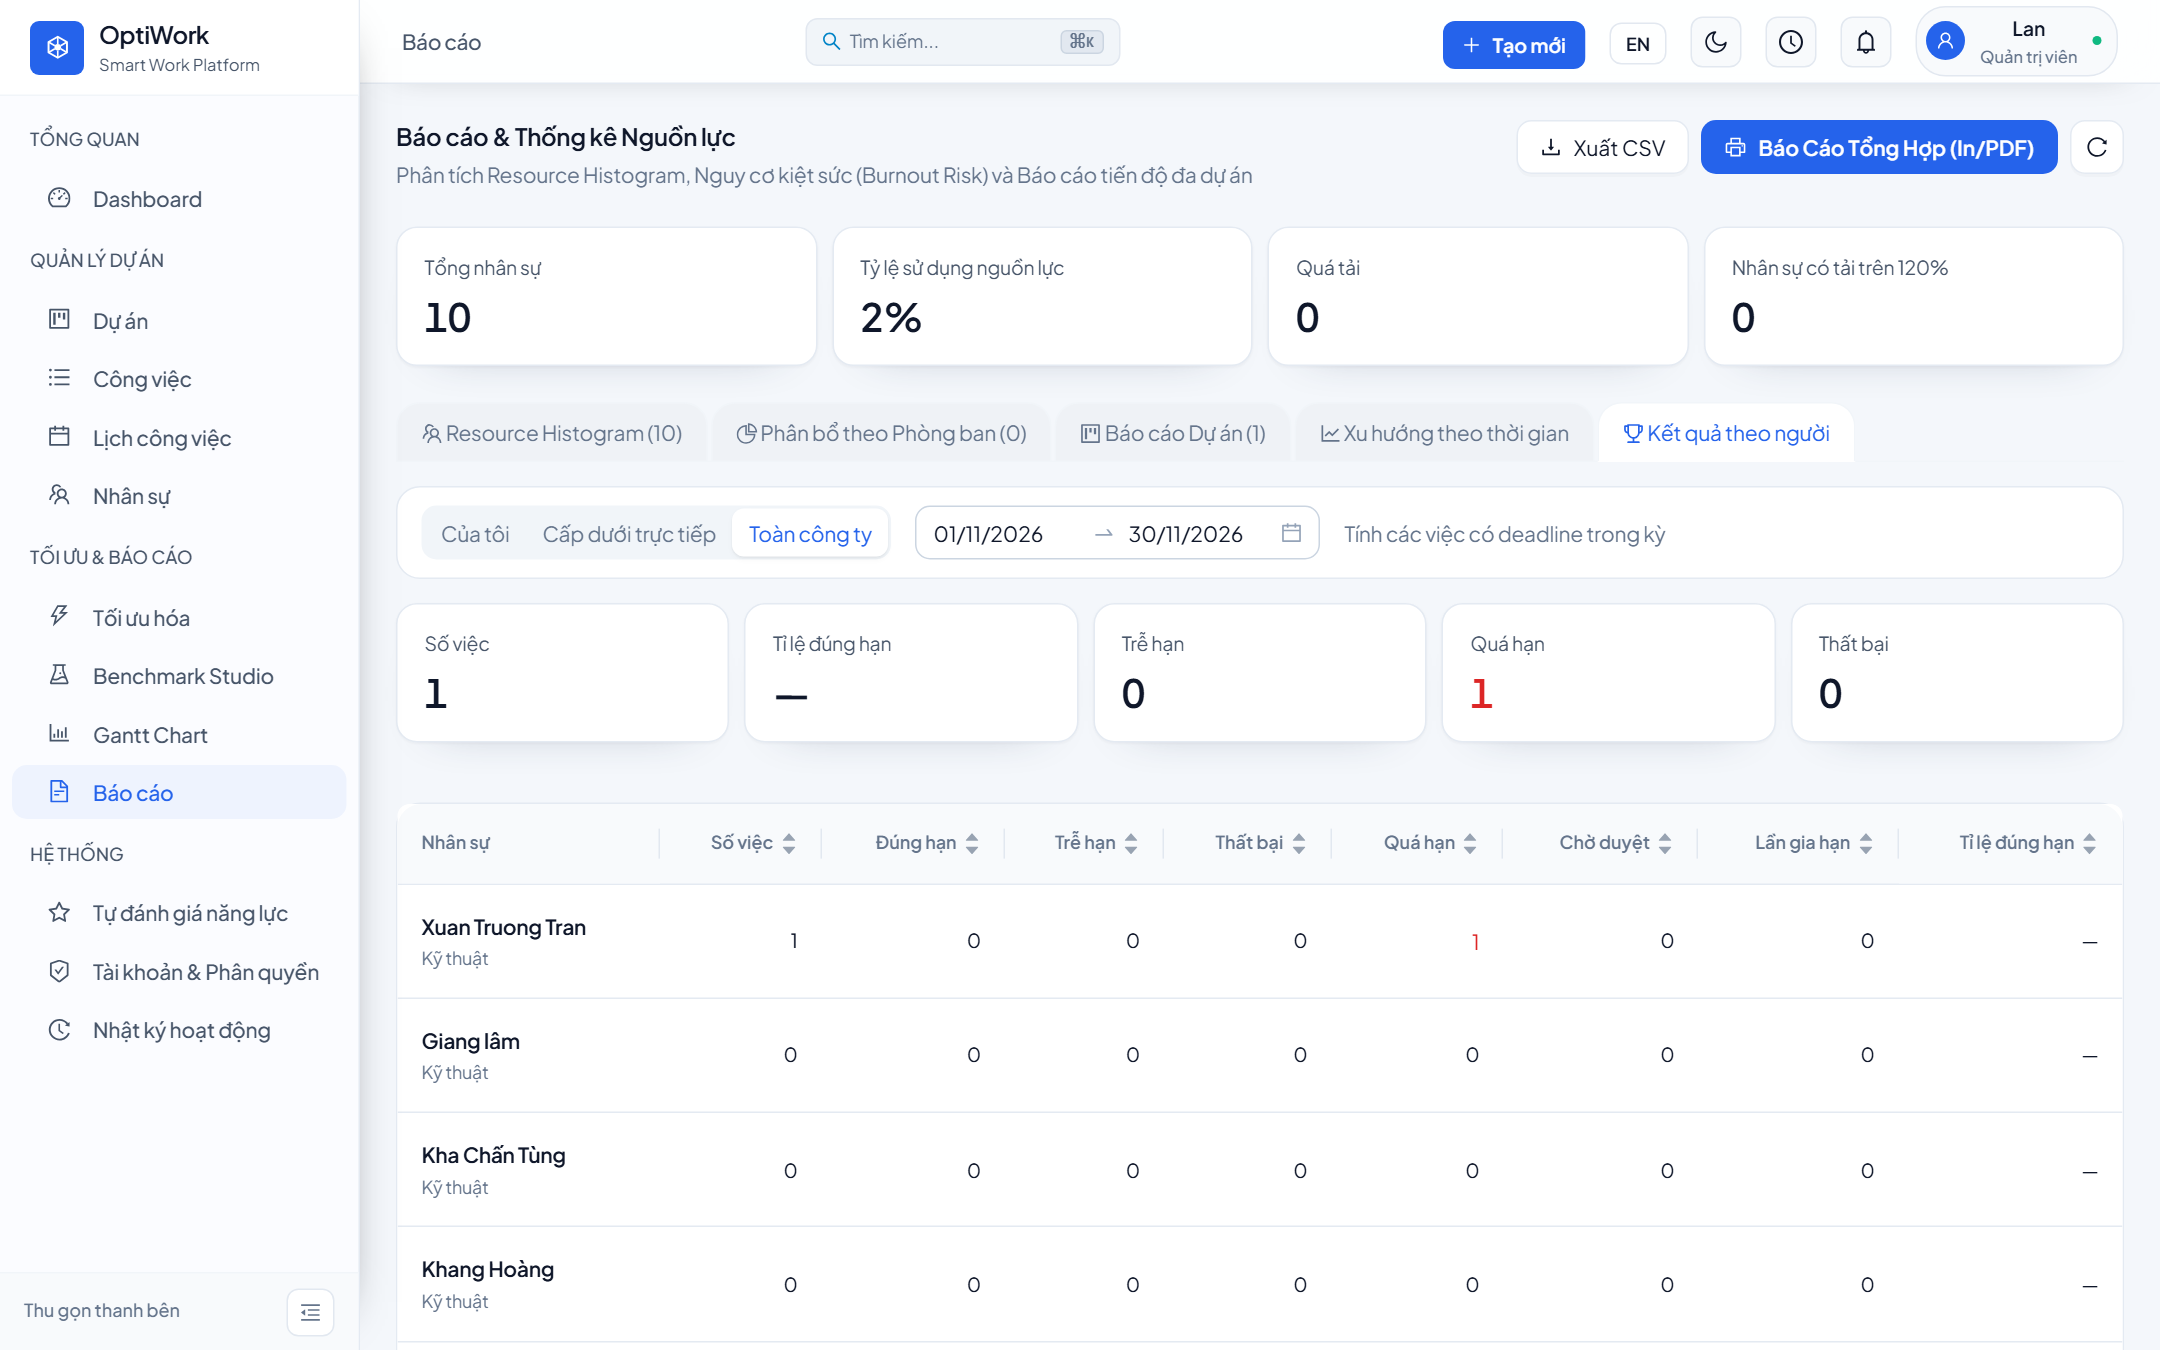 OptiWork
Smart Work Platform
Báo cáo
Tìm kiếm...
⌘K
+ Tạo mới
EN
Lan
Quản trị viên
TỔNG QUAN
Dashboard
QUẢN LÝ DỰ ÁN
Dự án
Công việc
Lịch công việc
Nhân sự
TỐI ƯU & BÁO CÁO
Tối ưu hóa
Benchmark Studio
Gantt Chart
Báo cáo
HỆ THỐNG
Tự đánh giá năng lực
Tài khoản & Phân quyền
Nhật ký hoạt động
Thu gọn thanh bên
Báo cáo & Thống kê Nguồn lực
Phân tích Resource Histogram, Nguy cơ kiệt sức (Burnout Risk) và Báo cáo tiến độ đa dự án
Xuất CSV
Báo Cáo Tổng Hợp (In/PDF)
Tổng nhân sự
10
Tỷ lệ sử dụng nguồn lực
2%
Quá tải
0
Nhân sự có tải trên 120%
0
Resource Histogram (10)
Phân bổ theo Phòng ban (0)
Báo cáo Dự án (1)
Xu hướng theo thời gian
Kết quả theo người
Của tôi
Cấp dưới trực tiếp
Toàn công ty
01/11/2026 → 30/11/2026
Tính các việc có deadline trong kỳ
Số việc
1
Tỉ lệ đúng hạn
—
Trễ hạn
0
Quá hạn
1
Thất bại
0
Nhân sự Số việc Đúng hạn Trễ hạn Thất bại Quá hạn Chờ duyệt Lần gia hạn Tỉ lệ đúng hạn
Xuan Truong Tran
Kỹ thuật
1 0 0 0 1 0 0 —
Giang lâm
Kỹ thuật
0 0 0 0 0 0 0 —
Kha Chấn Tùng
Kỹ thuật
0 0 0 0 0 0 0 —
Khang Hoàng
Kỹ thuật
0 0 0 0 0 0 0 —